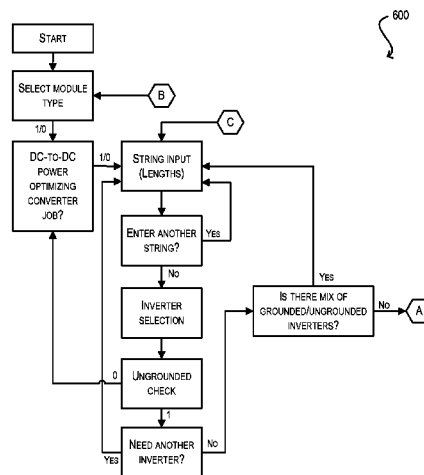 600
START
SELECT MODULE
TYPE
B
1/0
C
DC-TO-DC
POWER
OPTIMIZING
CONVERTER
JOB?
1/0
STRING INPUT
(LENGTHS)
ENTER ANOTHER
STRING?
YES
NO
INVERTER
SELECTION
YES
IS THERE MIX OF
GROUNDED/UNGROUNDED
INVERTERS?
NO
A
UNGROUNDED
CHECK
0
1
NEED ANOTHER
INVERTER?
YES
NO